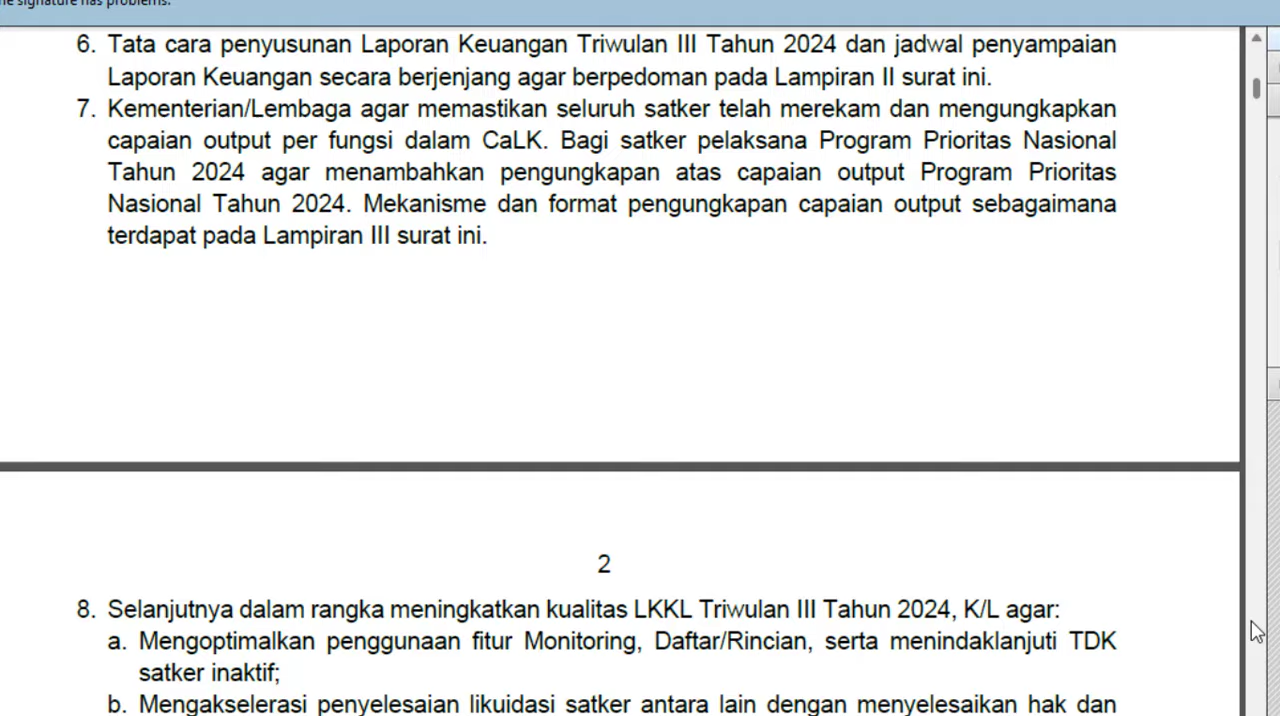 signature has problems.
6. Tata cara penyusunan Laporan Keuangan Triwulan III Tahun 2024 dan jadwal penyampaian
Laporan Keuangan secara berjenjang agar berpedoman pada Lampiran II surat ini.
7. Kementerian/Lembaga agar memastikan seluruh satker telah merekam dan mengungkapkan
capaian output per fungsi dalam CaLK. Bagi satker pelaksana Program Prioritas Nasional
Tahun 2024 agar menambahkan pengungkapan atas capaian output Program Prioritas
Nasional Tahun 2024. Mekanisme dan format pengungkapan capaian output sebagaimana
terdapat pada Lampiran III surat ini.
2
8. Selanjutnya dalam rangka meningkatkan kualitas LKKL Triwulan III Tahun 2024, K/L agar:
a. Mengoptimalkan penggunaan fitur Monitoring, Daftar/Rincian, serta menindaklanjuti TDK
satker inaktif;
b. Mengakselerasi penyelesaian likuidasi satker antara lain dengan menyelesaikan hak dan